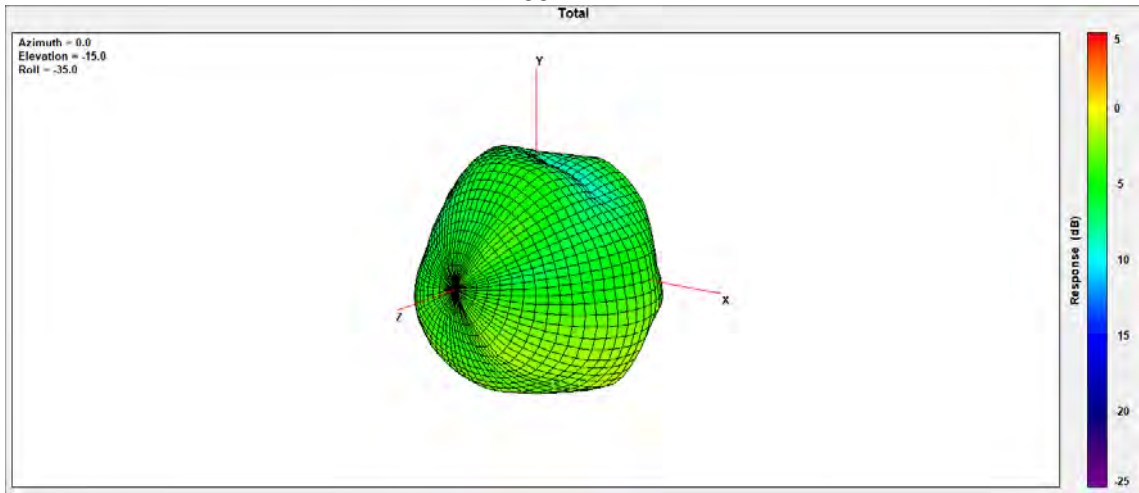 Total
Azimuth = 0.0
Elevation = -15.0
Roll = -35.0
Y
X
Z
5
0
-5
10
15
-20
-25
Response (dB)